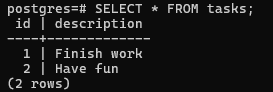 postgres=# SELECT * FROM tasks;
 id | description
----+-------------
  1 | Finish work
  2 | Have fun
(2 rows)